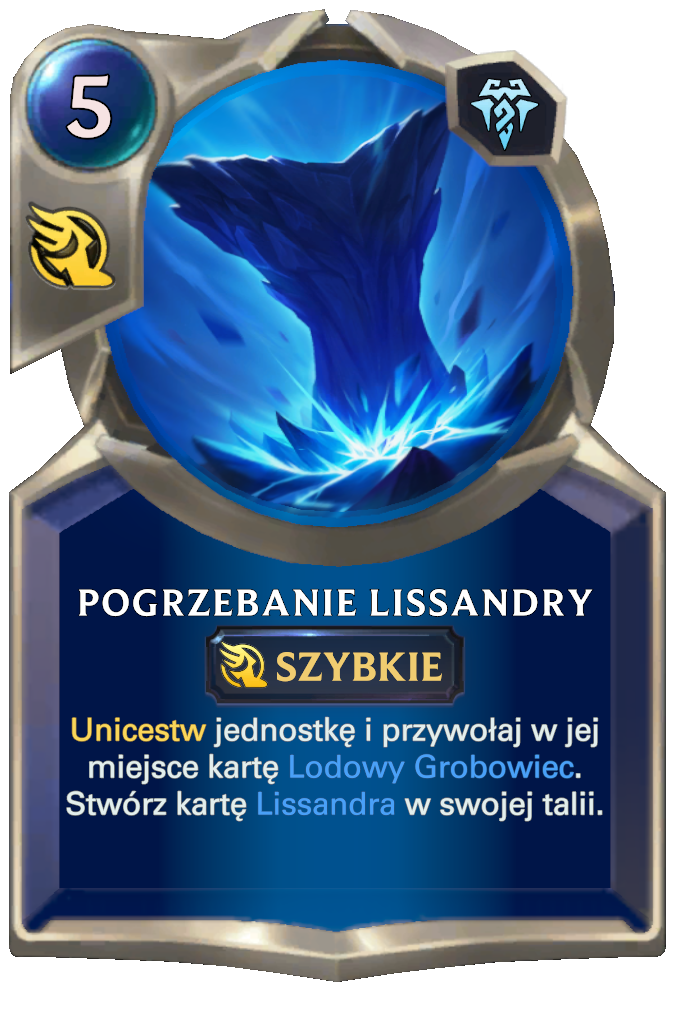 5
POGRZEBANIE LISSANDRY
SZYBKIE
Unicestw jednostkę i przywołaj w jej
miejsce kartę Lodowy Grobowiec.
Stwórz kartę Lissandra w swojej talii.